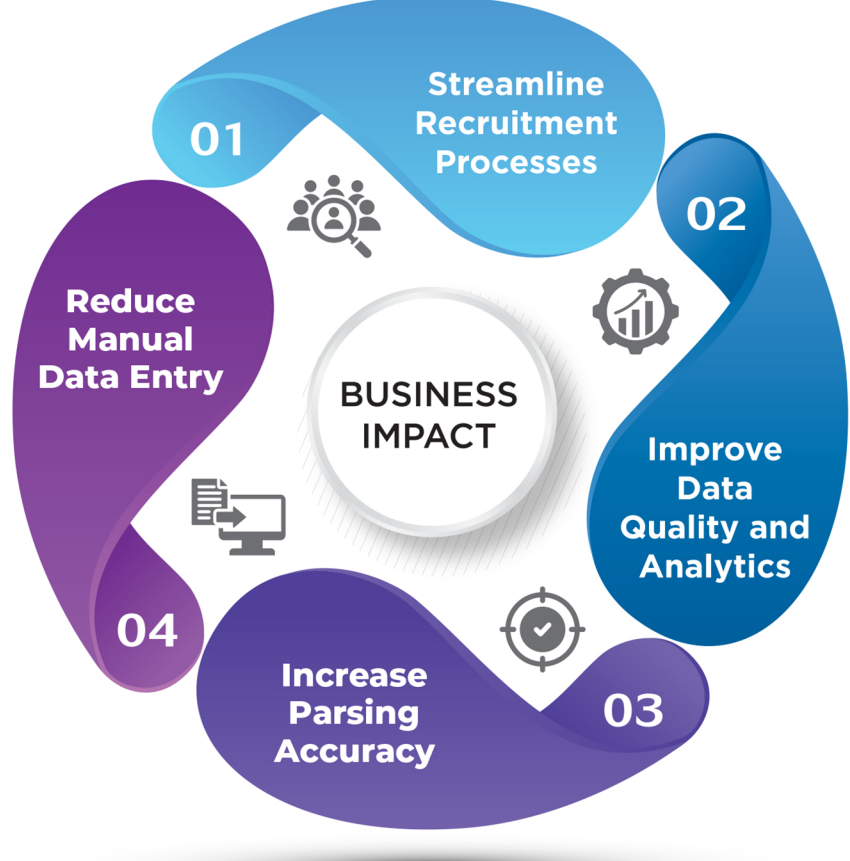 01
Streamline
Recruitment
Processes
02
Improve
Data
Quality and
Analytics
03
Increase
Parsing
Accuracy
04
Reduce
Manual
Data Entry
BUSINESS
IMPACT